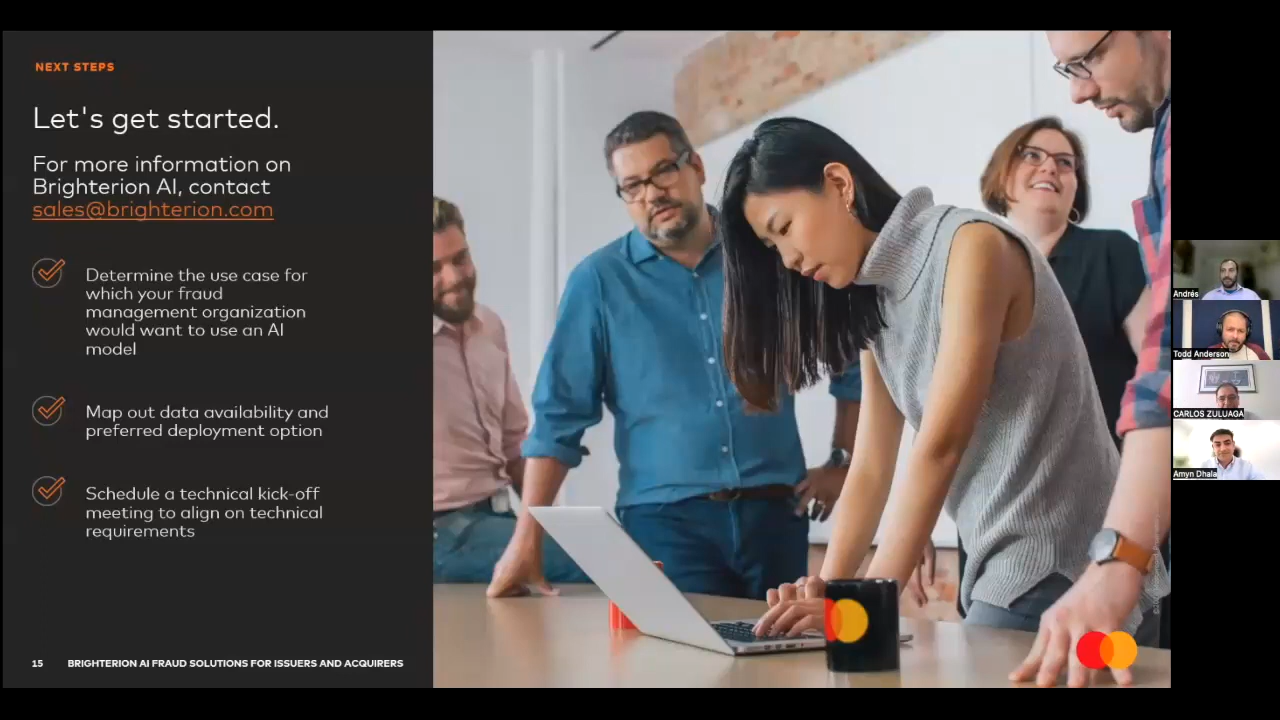 NEXT STEPS
Let's get started.
For more information on
Brighterion AI, contact
sales@brighterion.com
Determine the use case for
which your fraud
management organization
would want to use an AI
model
Map out data availability and
preferred deployment option
Schedule a technical kick-off
meeting to align on technical
requirements
15 BRIGHTERION AI FRAUD SOLUTIONS FOR ISSUERS AND ACQUIRERS
Andrés
Todd Anderson
CARLOS ZULUAGA
Amyn Dhala